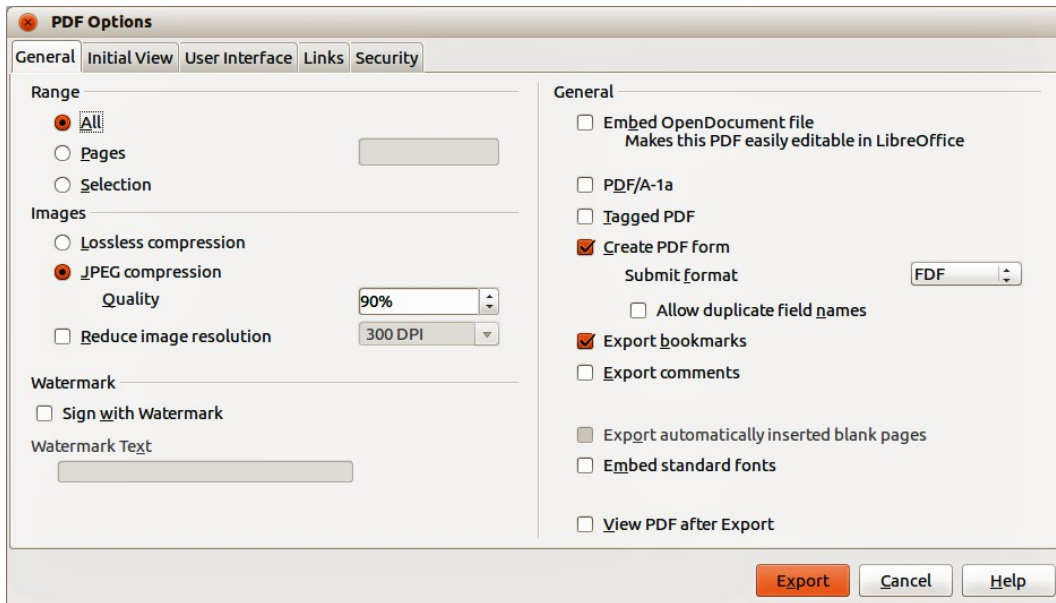 PDF Options
General Initial View User Interface Links Security
Range
All
Pages
Selection
Images
Lossless compression
JPEG compression
Quality 90%
Reduce image resolution 300 DPI
Watermark
Sign with Watermark
Watermark Text
General
Embed OpenDocument file
Makes this PDF easily editable in LibreOffice
PDF/A-1a
Tagged PDF
Create PDF form
Submit format FDF
Allow duplicate field names
Export bookmarks
Export comments
Export automatically inserted blank pages
Embed standard fonts
View PDF after Export
Export Cancel Help